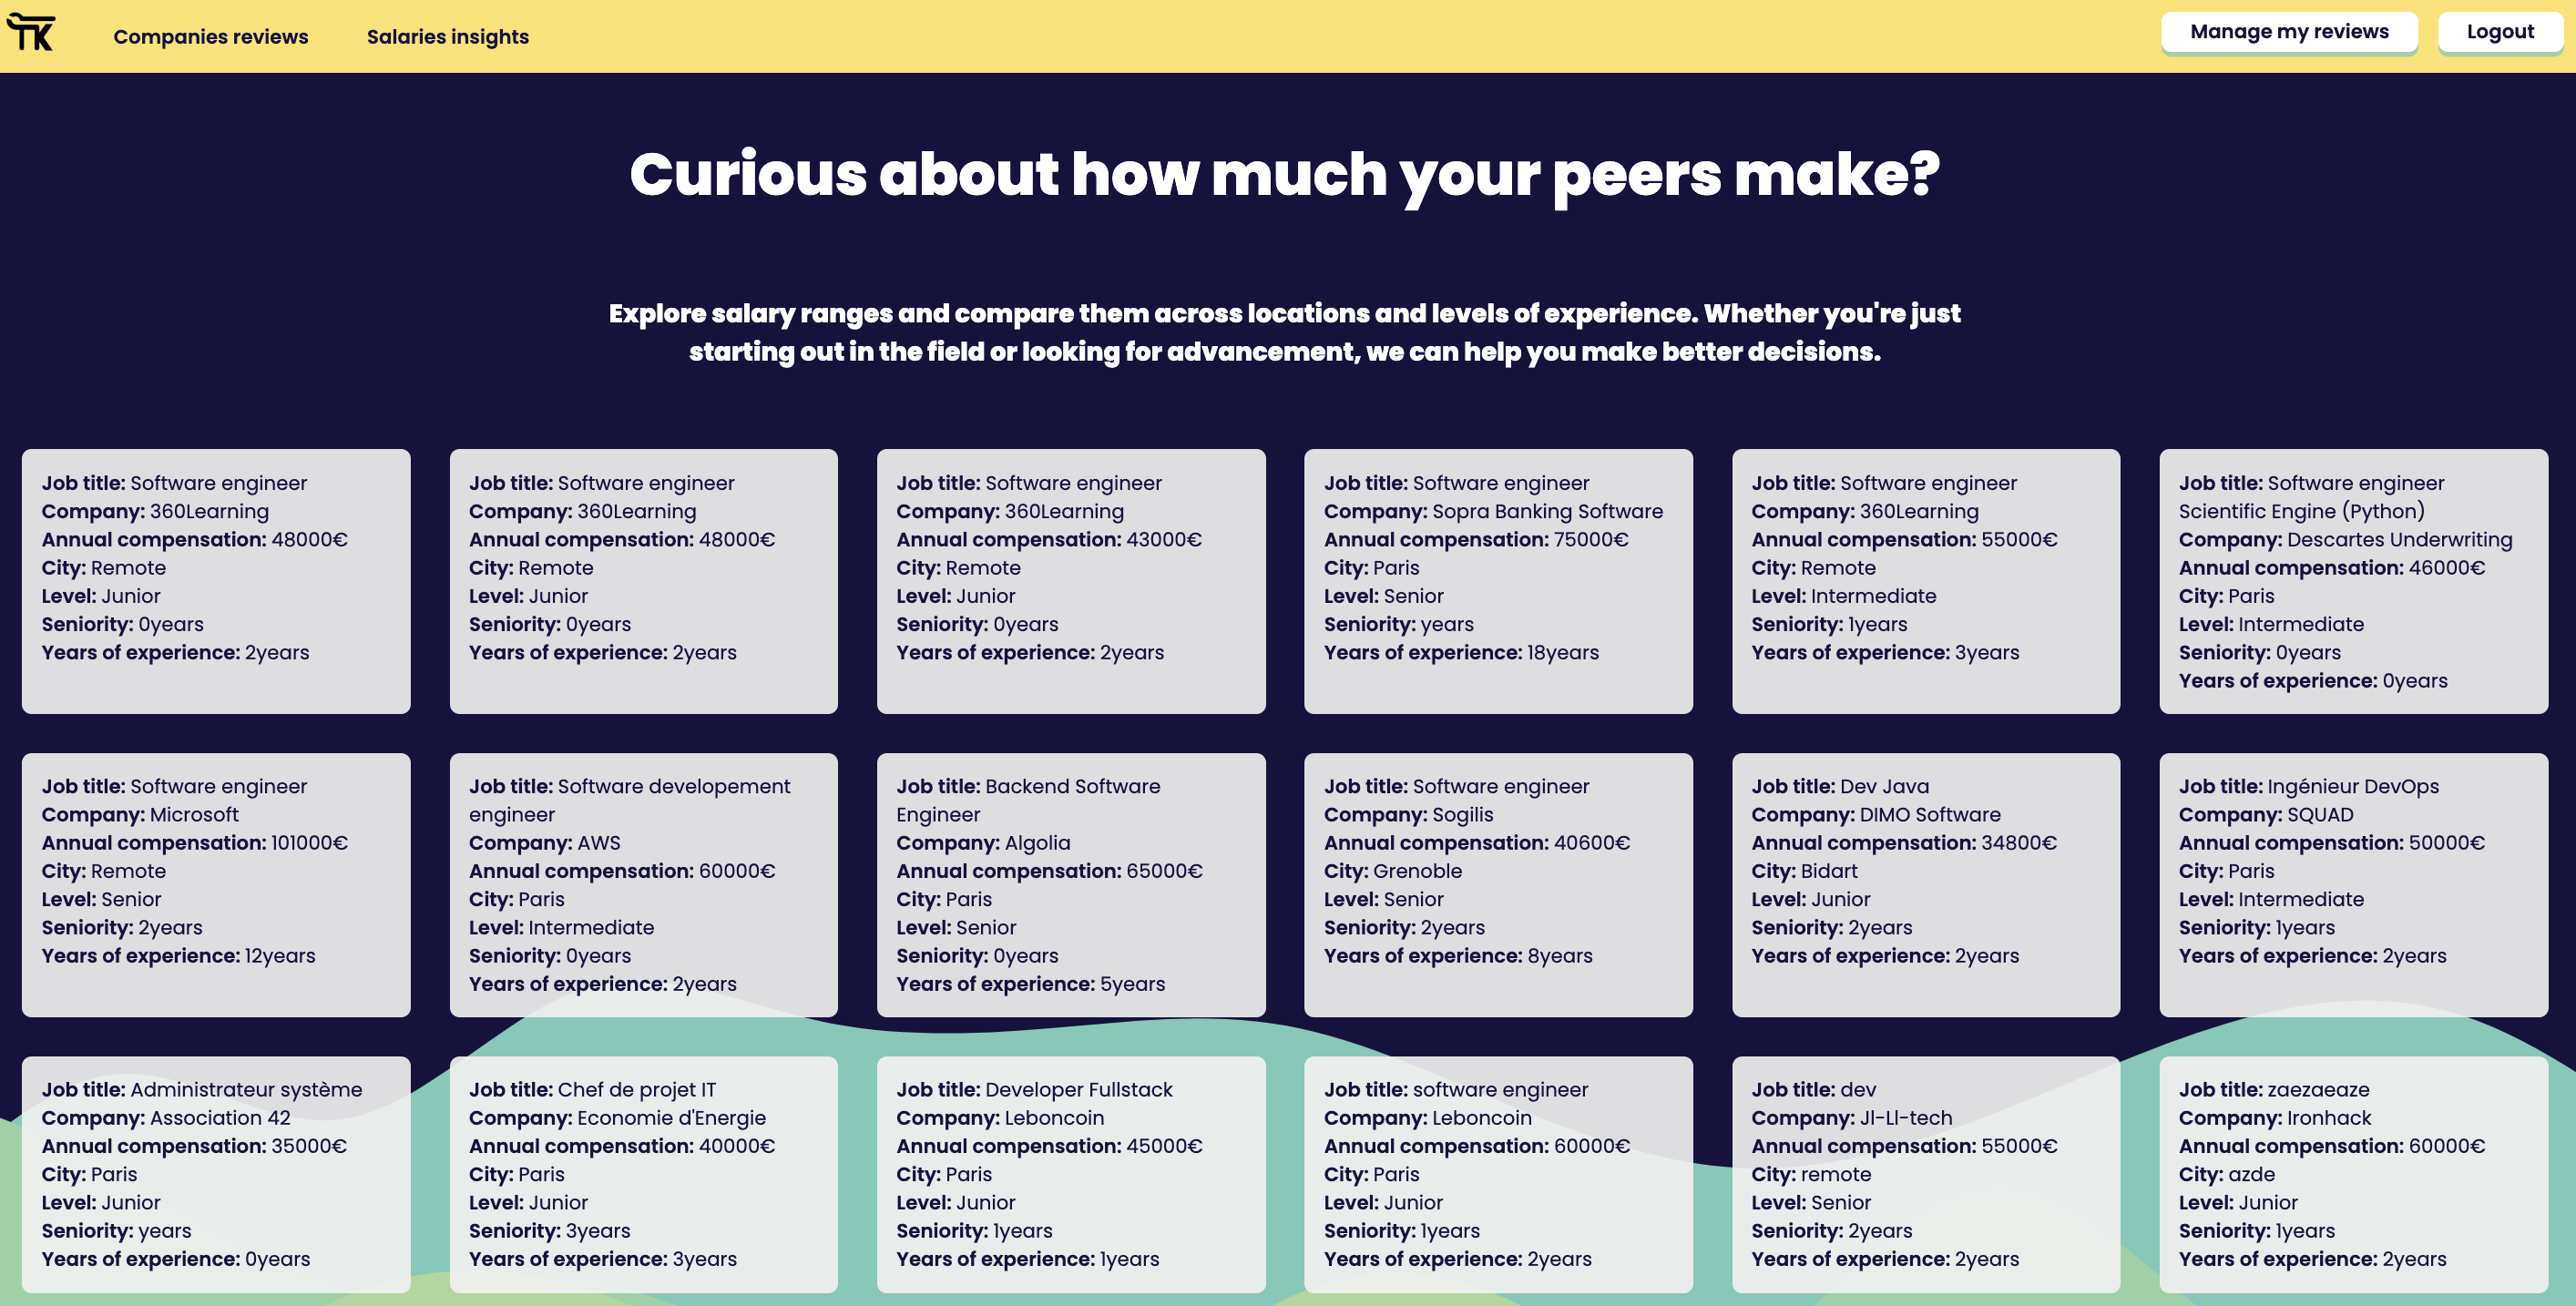 TK
Companies reviews
Salaries insights
Manage my reviews
Logout
Curious about how much your peers make?
Explore salary ranges and compare them across locations and levels of experience. Whether you're just
starting out in the field or looking for advancement, we can help you make better decisions.
Job title: Software engineer
Company: 360Learning
Annual compensation: 48000€
City: Remote
Level: Junior
Seniority: 0years
Years of experience: 2years
Job title: Software engineer
Company: 360Learning
Annual compensation: 48000€
City: Remote
Level: Junior
Seniority: 0years
Years of experience: 2years
Job title: Software engineer
Company: 360Learning
Annual compensation: 43000€
City: Remote
Level: Junior
Seniority: 0years
Years of experience: 2years
Job title: Software engineer
Company: Sopra Banking Software
Annual compensation: 75000€
City: Paris
Level: Senior
Seniority: years
Years of experience: 18years
Job title: Software engineer
Company: 360Learning
Annual compensation: 55000€
City: Remote
Level: Intermediate
Seniority: 1years
Years of experience: 3years
Job title: Software engineer
Scientific Engine (Python)
Company: Descartes Underwriting
Annual compensation: 46000€
City: Paris
Level: Intermediate
Seniority: 0years
Years of experience: 0years
Job title: Software engineer
Company: Microsoft
Annual compensation: 101000€
City: Remote
Level: Senior
Seniority: 2years
Years of experience: 12years
Job title: Software developement
engineer
Company: AWS
Annual compensation: 60000€
City: Paris
Level: Intermediate
Seniority: 0years
Years of experience: 2years
Job title: Backend Software
Engineer
Company: Algolia
Annual compensation: 65000€
City: Paris
Level: Senior
Seniority: 0years
Years of experience: 5years
Job title: Software engineer
Company: Sogilis
Annual compensation: 40600€
City: Grenoble
Level: Senior
Seniority: 2years
Years of experience: 8years
Job title: Dev Java
Company: DIMO Software
Annual compensation: 34800€
City: Bidart
Level: Junior
Seniority: 2years
Years of experience: 2years
Job title: Ingénieur DevOps
Company: SQUAD
Annual compensation: 50000€
City: Paris
Level: Intermediate
Seniority: 1years
Years of experience: 2years
Job title: Administrateur système
Company: Association 42
Annual compensation: 35000€
City: Paris
Level: Junior
Seniority: years
Years of experience: 0years
Job title: Chef de projet IT
Company: Economie d'Energie
Annual compensation: 40000€
City: Paris
Level: Junior
Seniority: 3years
Years of experience: 3years
Job title: Developer Fullstack
Company: Leboncoin
Annual compensation: 45000€
City: Paris
Level: Junior
Seniority: 1years
Years of experience: 1years
Job title: software engineer
Company: Leboncoin
Annual compensation: 60000€
City: Paris
Level: Junior
Seniority: 1years
Years of experience: 2years
Job title: dev
Company: Jl-Ll-tech
Annual compensation: 55000€
City: remote
Level: Senior
Seniority: 2years
Years of experience: 2years
Job title: zaezaeaze
Company: Ironhack
Annual compensation: 60000€
City: azde
Level: Junior
Seniority: 1years
Years of experience: 2years